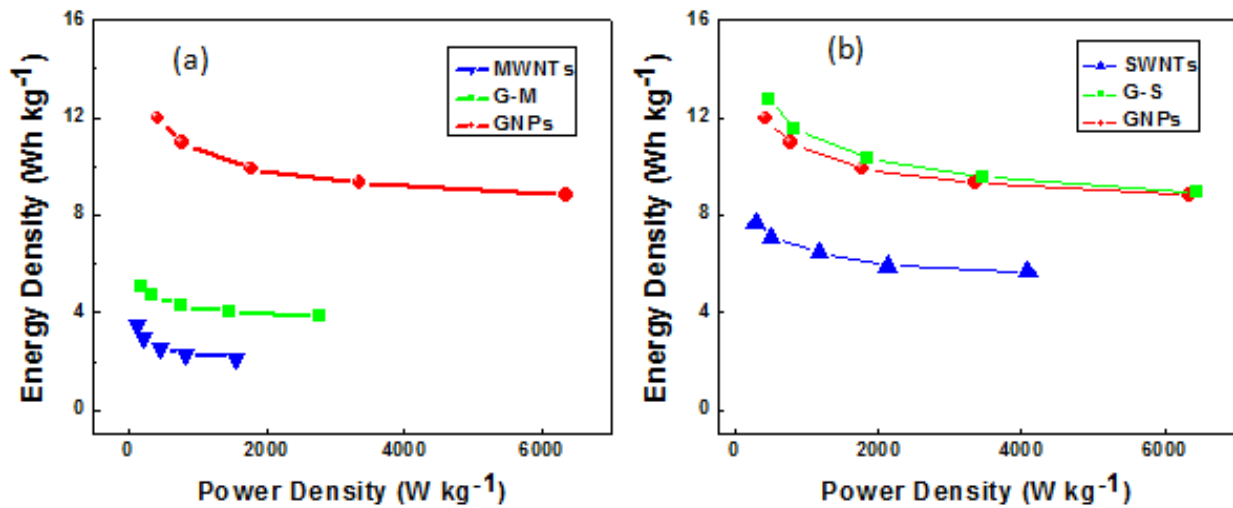 (a)
MWNTs
G-M
GNPs
16
12
8
4
0
Energy Density (Wh kg⁻¹)
0 2000 4000 6000
Power Density (W kg⁻¹)
(b)
SWNTs
G-S
GNPs
16
12
8
4
0
Energy Density (Wh kg⁻¹)
0 2000 4000 6000
Power Density (W kg⁻¹)